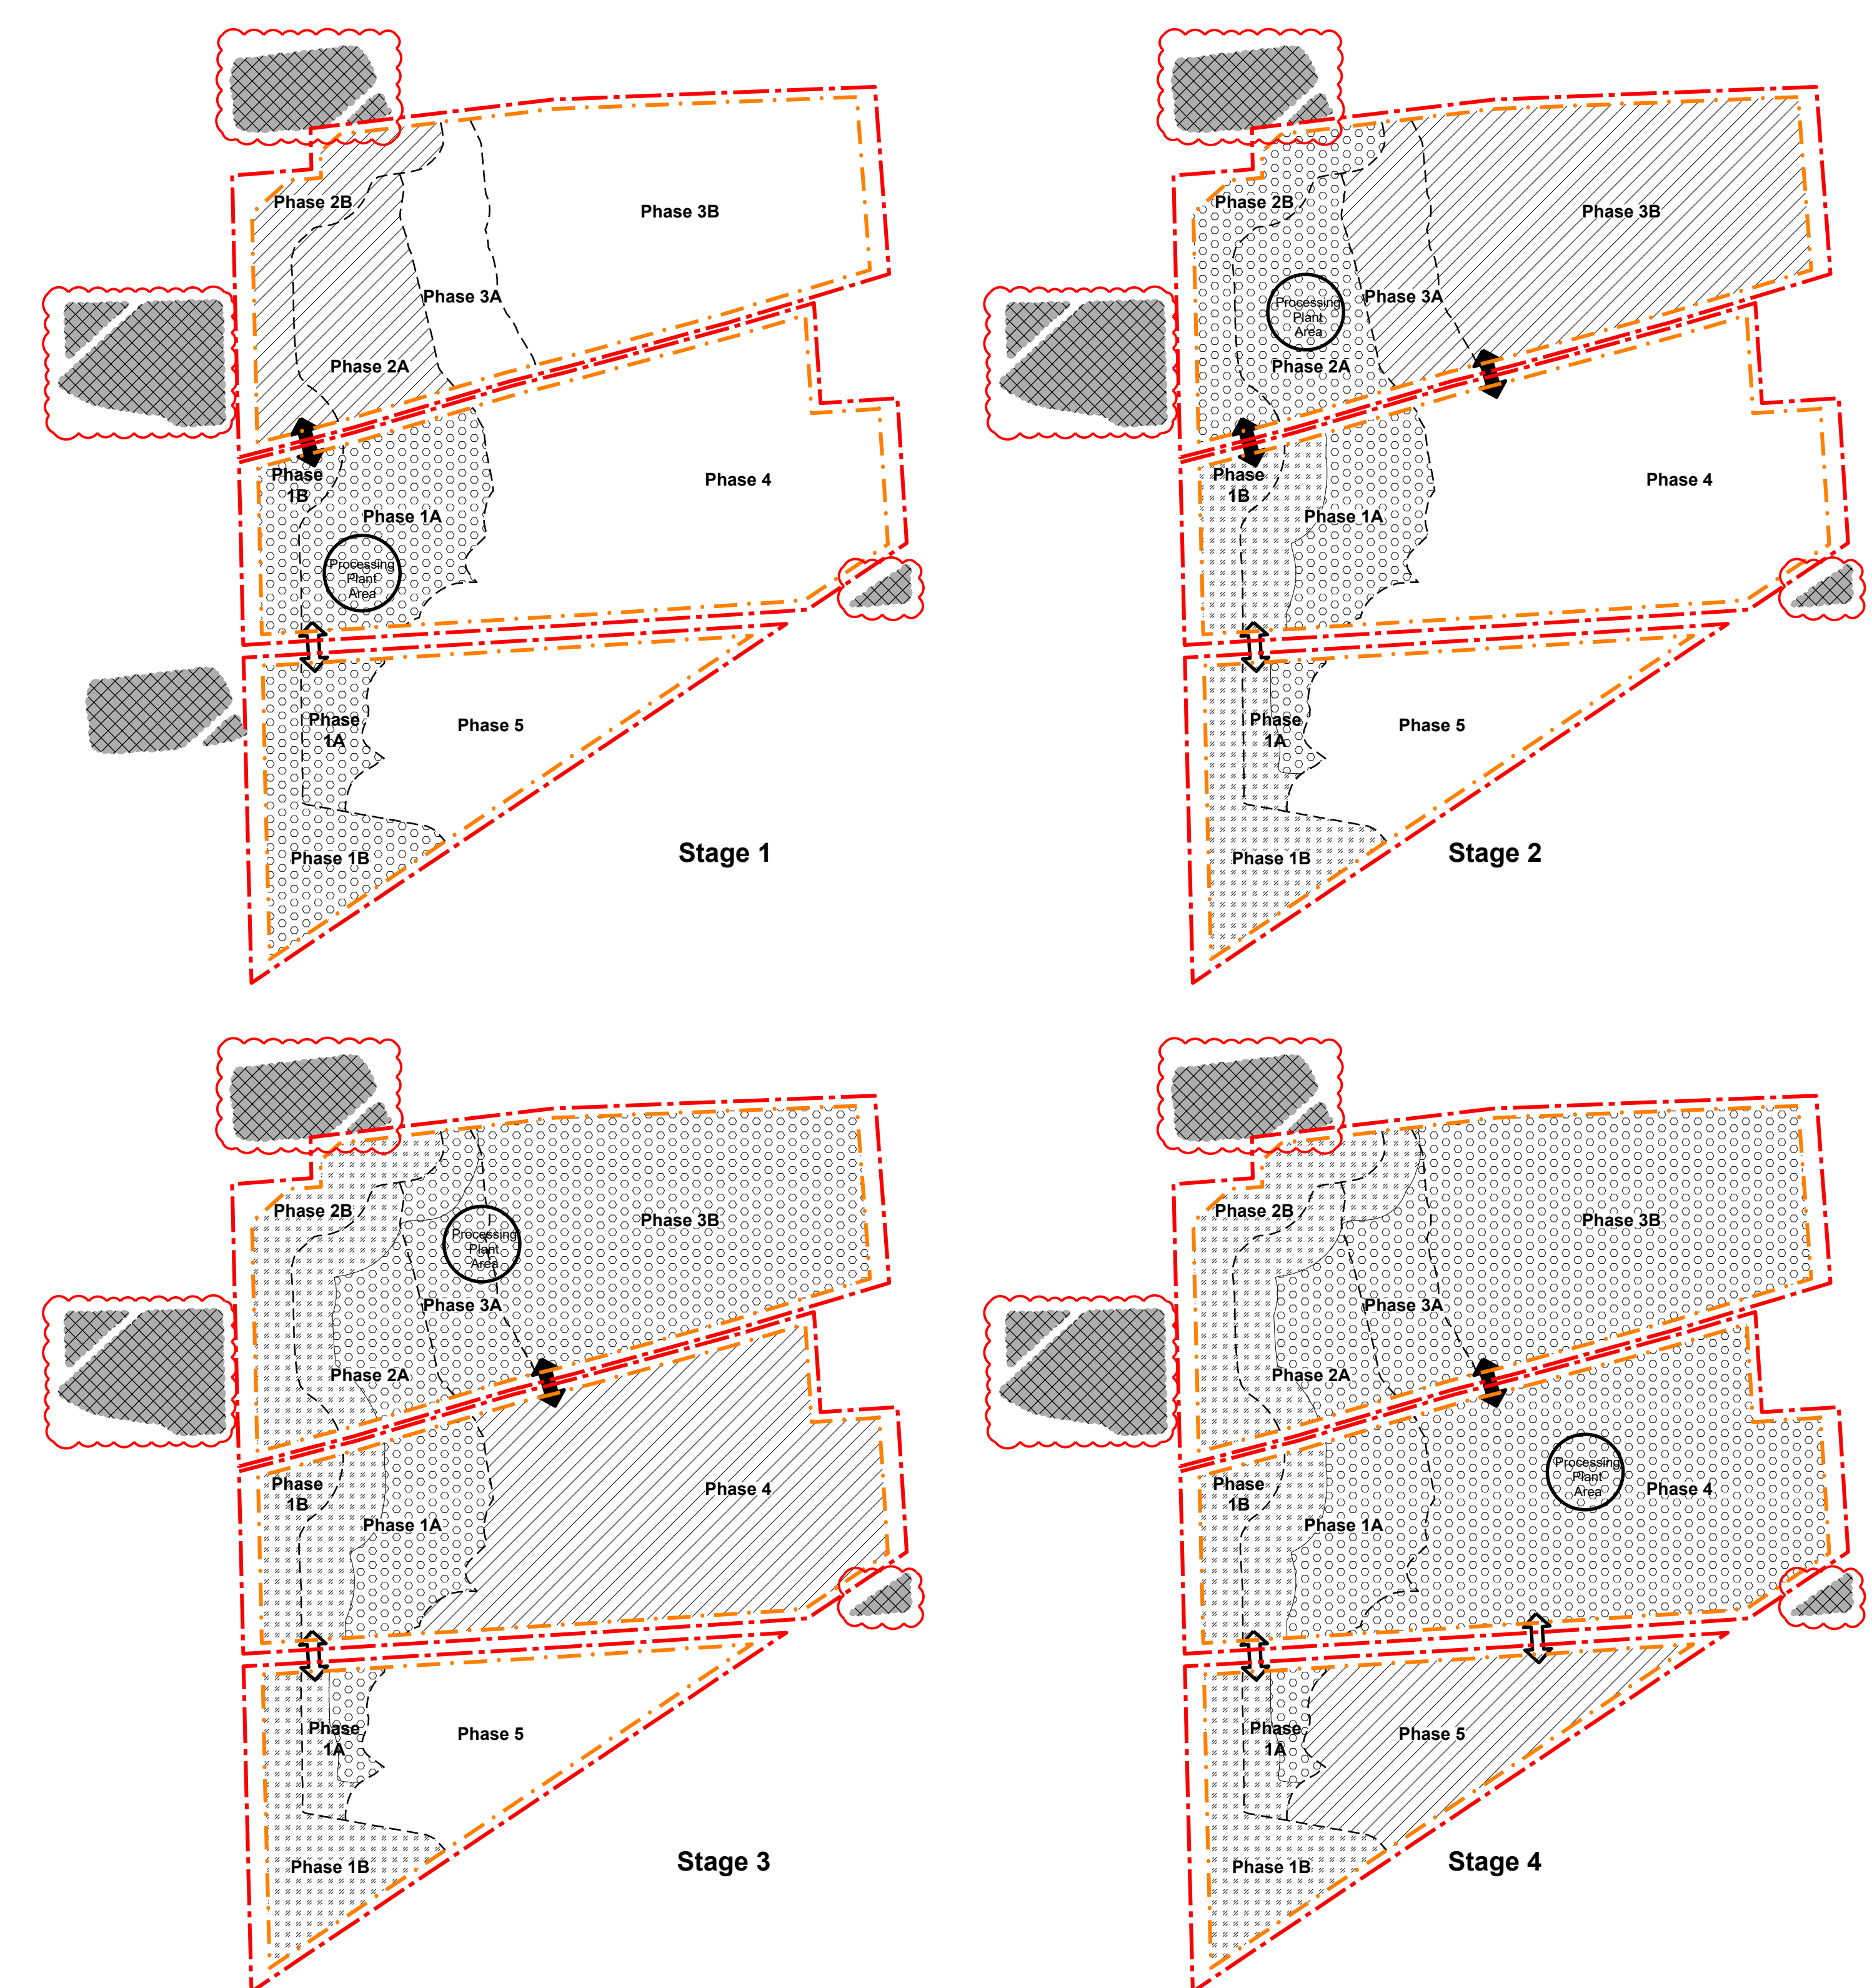 Phase 2B
Phase 3B
Phase 3A
Phase 2A
Phase
1B
Phase 4
Phase 1A
Processing
Plant
Area
Phase
1A
Phase 5
Phase 1B
Stage 1
Phase 2B
Phase 3B
Phase 3A
Processing
Plant
Area
Phase 2A
Phase
1B
Phase 4
Phase 1A
Phase
1A
Phase 5
Phase 1B
Stage 2
Phase 2B
Phase 3B
Processing
Plant
Area
Phase 3A
Phase 2A
Phase
1B
Phase 4
Phase 1A
Phase
1A
Phase 5
Phase 1B
Stage 3
Phase 2B
Phase 3B
Phase 3A
Phase 2A
Processing
Plant
Area
Phase
1B
Phase 4
Phase 1A
Phase
1A
Phase 5
Phase 1B
Stage 4